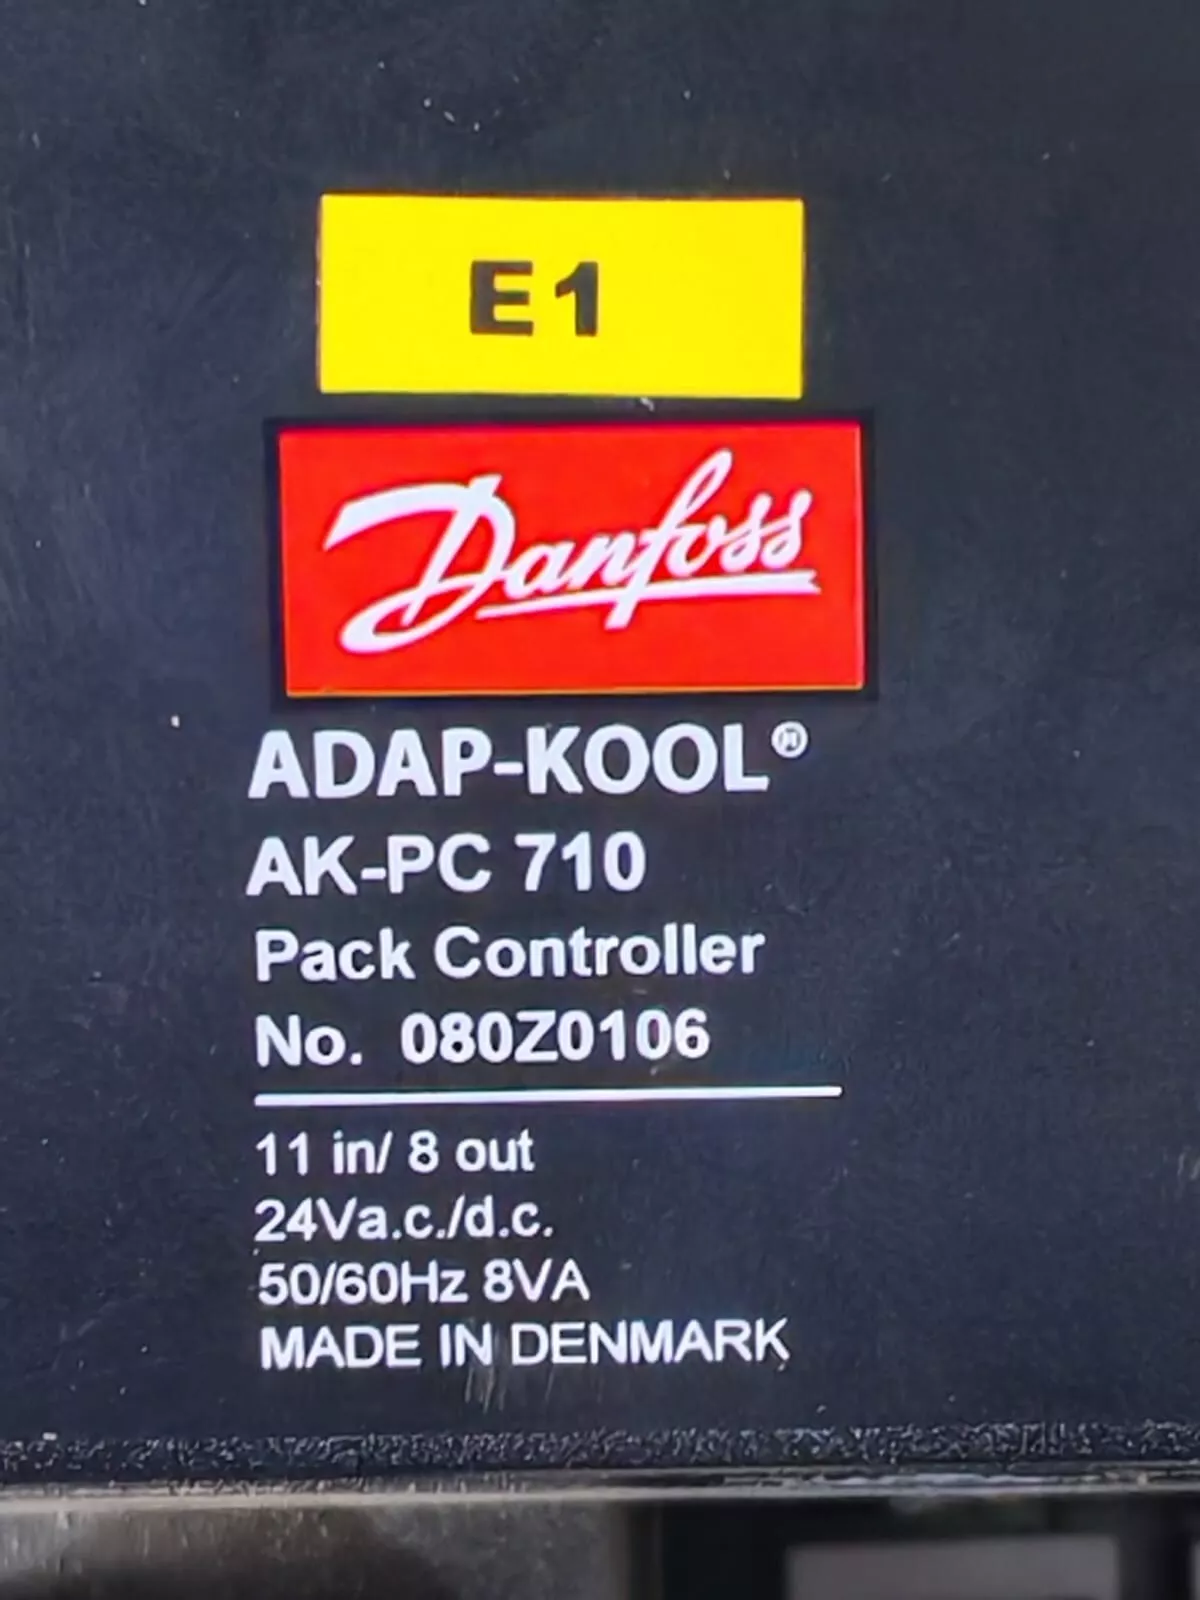 E1
Danfoss
ADAP-KOOL®
AK-PC 710
Pack Controller
No. 080Z0106
11 in/ 8 out
24Va.c./d.c.
50/60Hz 8VA
MADE IN DENMARK